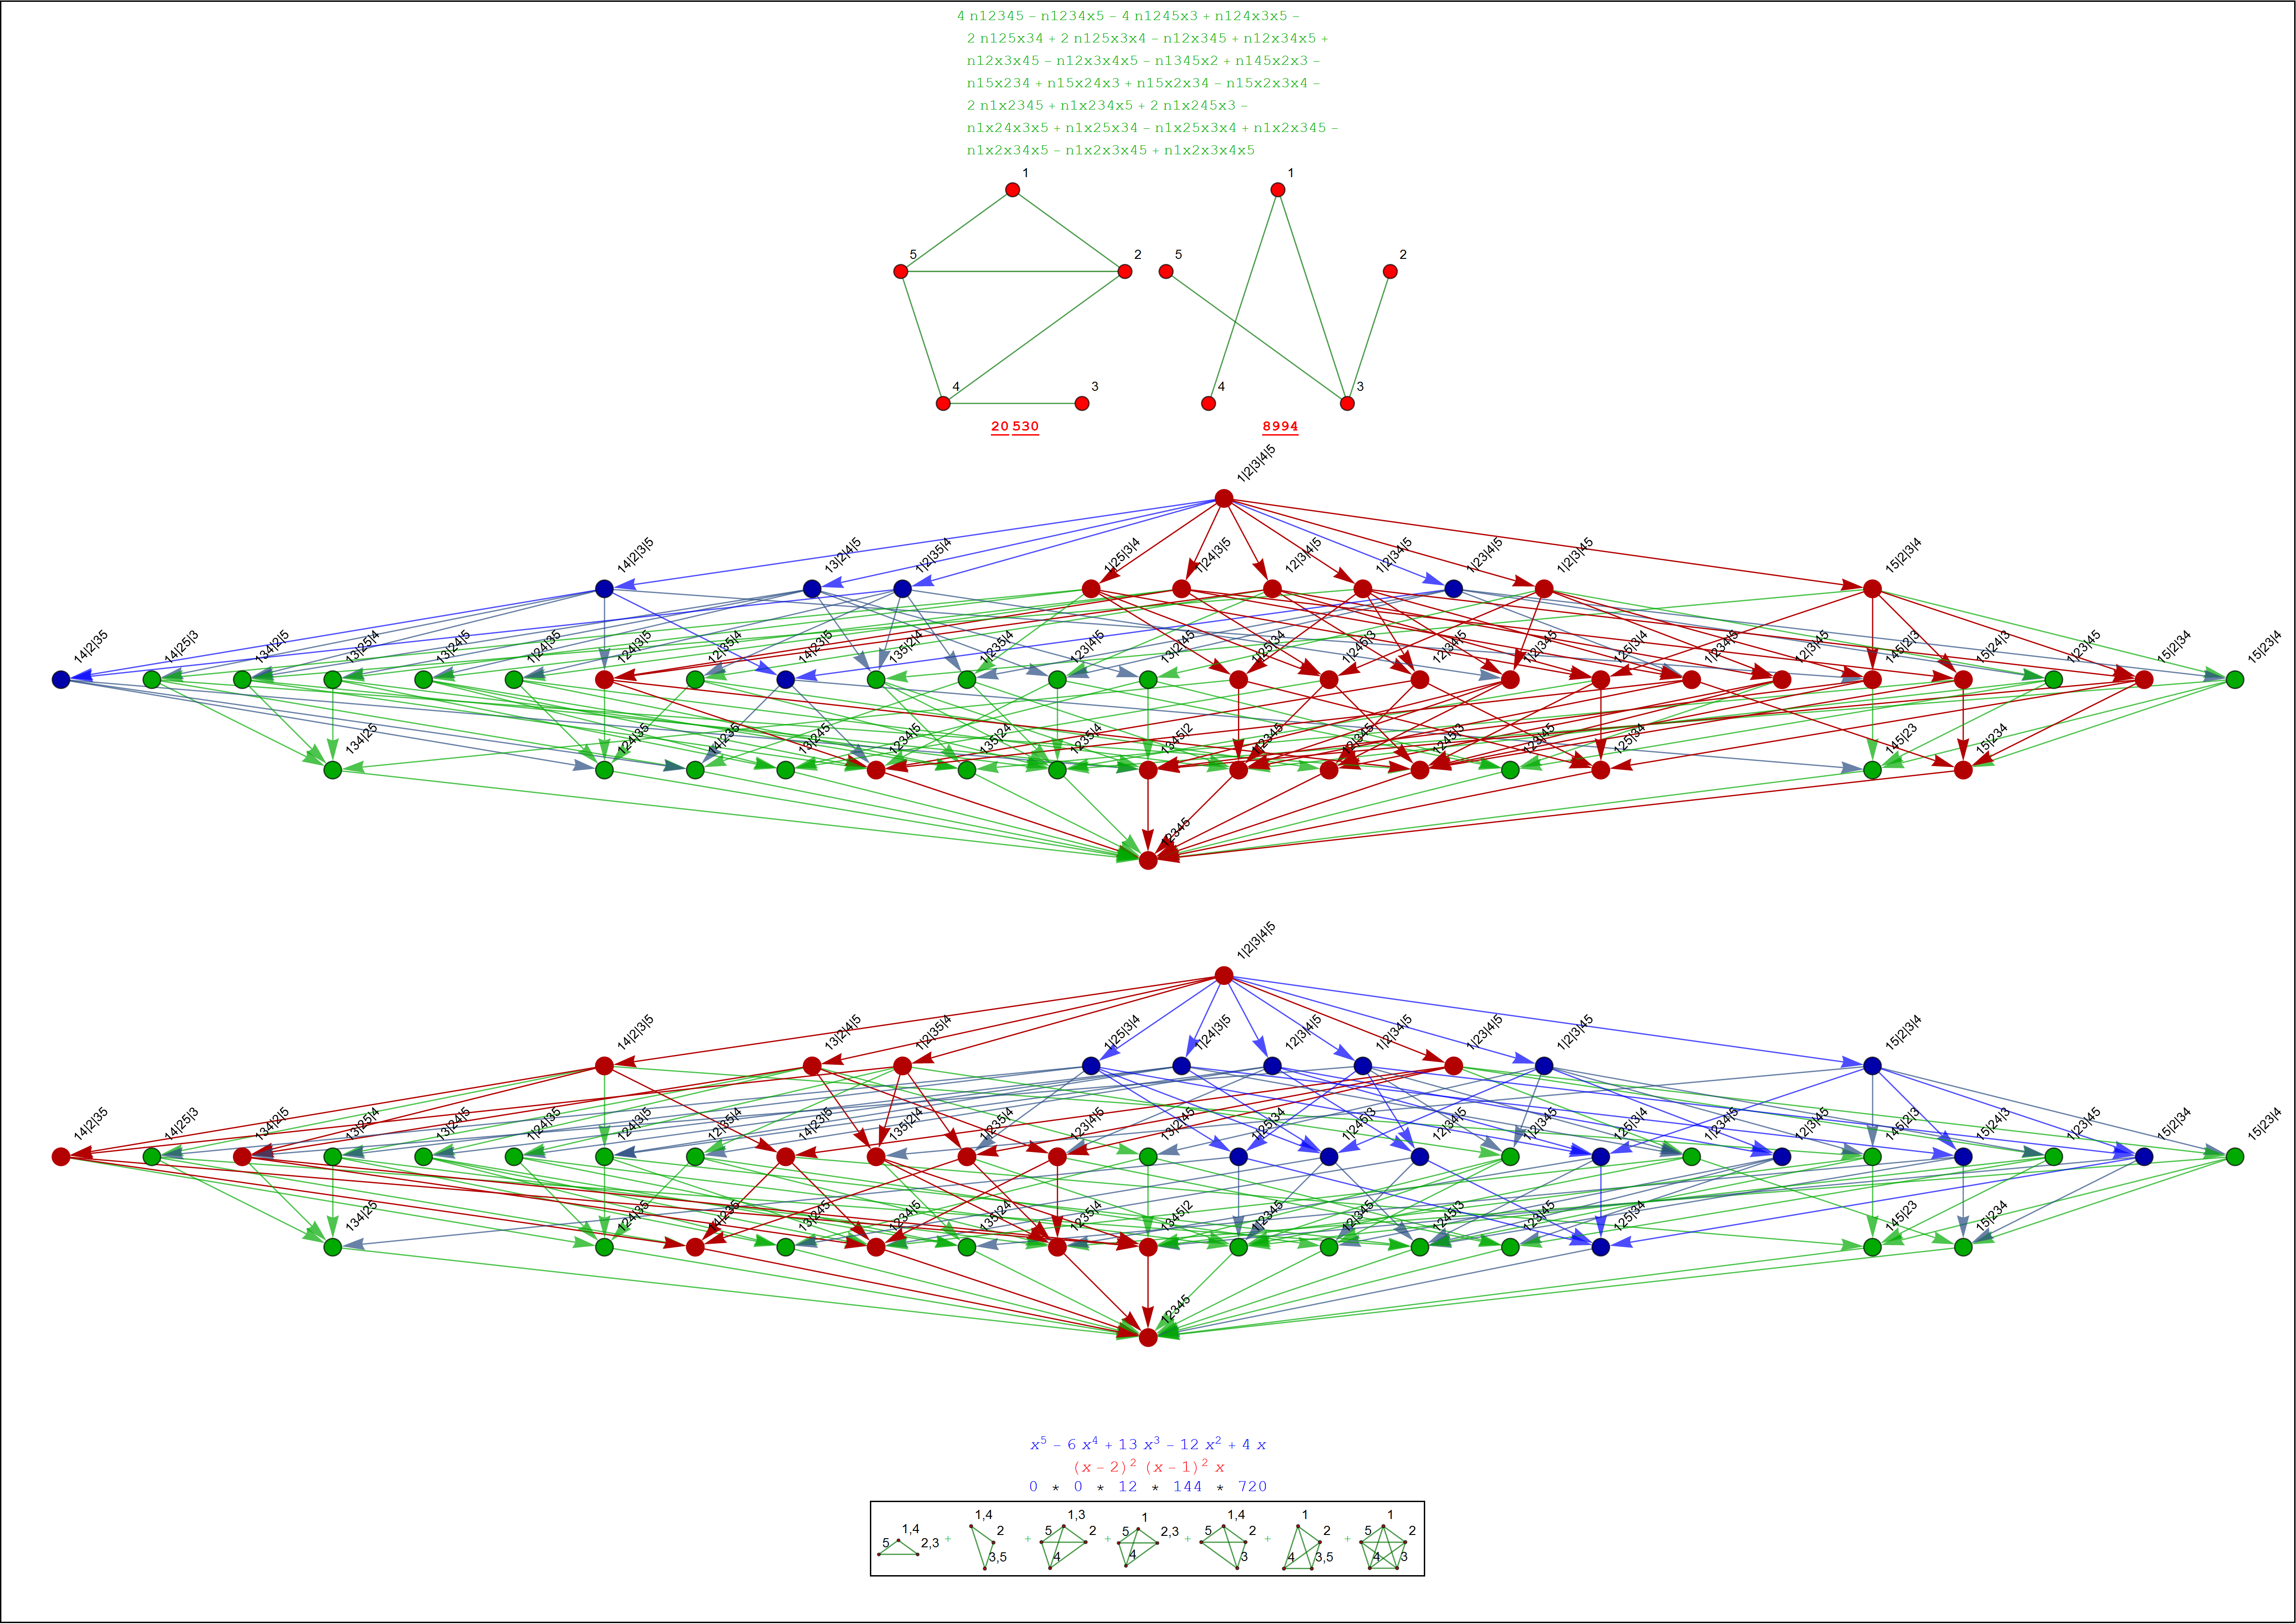 4 n12345 – n1234x5 – 4 n1245x3 + n124x3x5 –
2 n125x34 + 2 n125x3x4 – n12x345 + n12x34x5 +
n12x3x45 – n12x3x4x5 – n1345x2 + n145x2x3 –
n15x234 + n15x24x3 + n15x2x34 – n15x2x3x4 –
2 n1x2345 + n1x234x5 + 2 n1x245x3 –
n1x24x3x5 + n1x25x34 – n1x25x3x4 + n1x2x345 –
n1x2x34x5 – n1x2x3x45 + n1x2x3x4x5
1 1
5 2 5 2
4 3 4 3
20 530 8994
1|2|3|4|5
14|2|3|5 13|2|4|5 1|2|35|4 1|25|3|4 1|24|3|5 12|3|4|5 1|2|34|5 1|23|4|5 1|2|3|45 15|2|3|4
14|2|35 14|25|3 134|2|5 13|25|4 13|24|5 1|24|35 124|3|5 12|35|4 14|23|5 135|2|4 1|235|4 123|4|5 13|2|45 1|25|34 1|245|3 12|34|5 1|2|345 125|3|4 1|234|5 12|3|45 145|2|3 15|24|3 1|23|45 15|2|34 15|23|4
134|25 124|35 14|235 13|245 1234|5 135|24 1235|4 1345|2 1|2345 12|345 1245|3 123|45 125|34 145|23 15|234
12345
1|2|3|4|5
14|2|3|5 13|2|4|5 1|2|35|4 1|25|3|4 1|24|3|5 12|3|4|5 1|2|34|5 1|23|4|5 1|2|3|45 15|2|3|4
14|2|35 14|25|3 134|2|5 13|25|4 13|24|5 1|24|35 124|3|5 12|35|4 14|23|5 135|2|4 1|235|4 123|4|5 13|2|45 1|25|34 1|245|3 12|34|5 1|2|345 125|3|4 1|234|5 12|3|45 145|2|3 15|24|3 1|23|45 15|2|34 15|23|4
134|25 124|35 14|235 13|245 1234|5 135|24 1235|4 1345|2 1|2345 12|345 1245|3 123|45 125|34 145|23 15|234
12345
x⁵ – 6 x⁴ + 13 x³ – 12 x² + 4 x
(x – 2)² (x – 1)² x
0 * 0 * 12 * 144 * 720
1,4 5 2,3 + 1,4 2 3,5 + 1,3 5 2 4 + 1 5 2,3 4 + 1,4 5 2 3 + 1 2 4 3,5 + 1 5 2 4 3